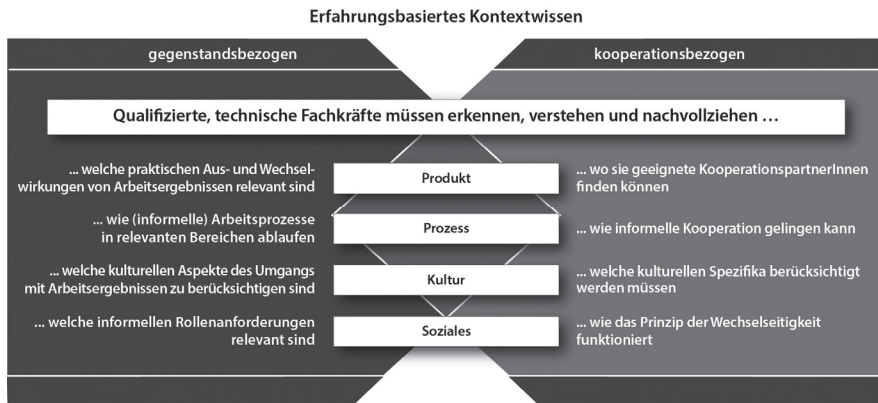 Erfahrungsbasiertes Kontextwissen
gegenstandsbezogen
kooperationsbezogen
Qualifizierte, technische Fachkräfte müssen erkennen, verstehen und nachvollziehen …
... welche praktischen Aus- und Wechsel-
wirkungen von Arbeitsergebnissen relevant sind
Produkt
... wo sie geeignete KooperationspartnerInnen
finden können
... wie (informelle) Arbeitsprozesse
in relevanten Bereichen ablaufen
Prozess
... wie informelle Kooperation gelingen kann
... welche kulturellen Aspekte des Umgangs
mit Arbeitsergebnissen zu berücksichtigen sind
Kultur
... welche kulturellen Spezifika berücksichtigt
werden müssen
... welche informellen Rollenanforderungen
relevant sind
Soziales
... wie das Prinzip der Wechselseitigkeit
funktioniert